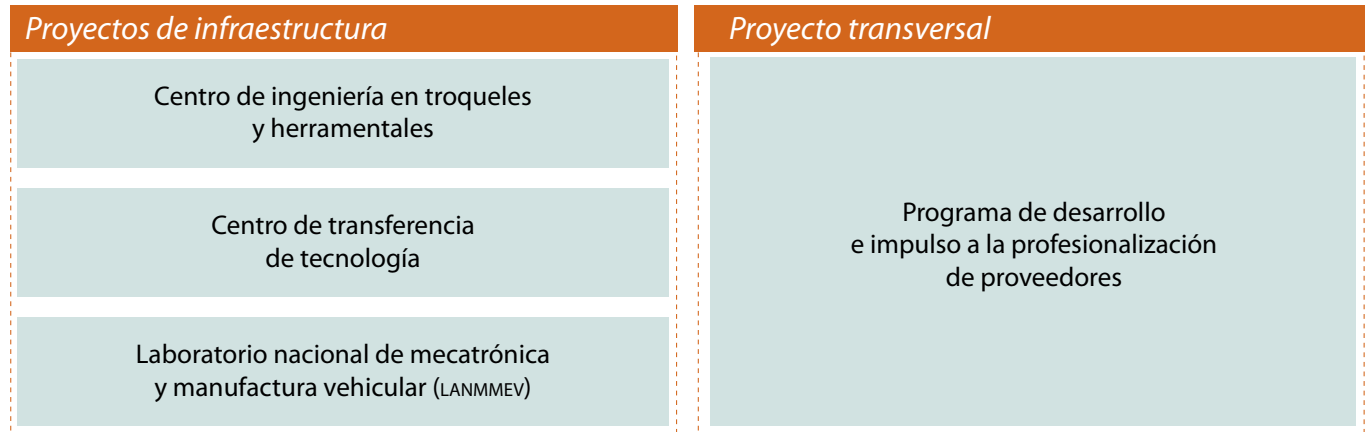 Proyectos de infraestructura
Centro de ingeniería en troqueles
y herramentales
Centro de transferencia
de tecnología
Laboratorio nacional de mecatrónica
y manufactura vehicular (LANMMEV)
Proyecto transversal
Programa de desarrollo
e impulso a la profesionalización
de proveedores